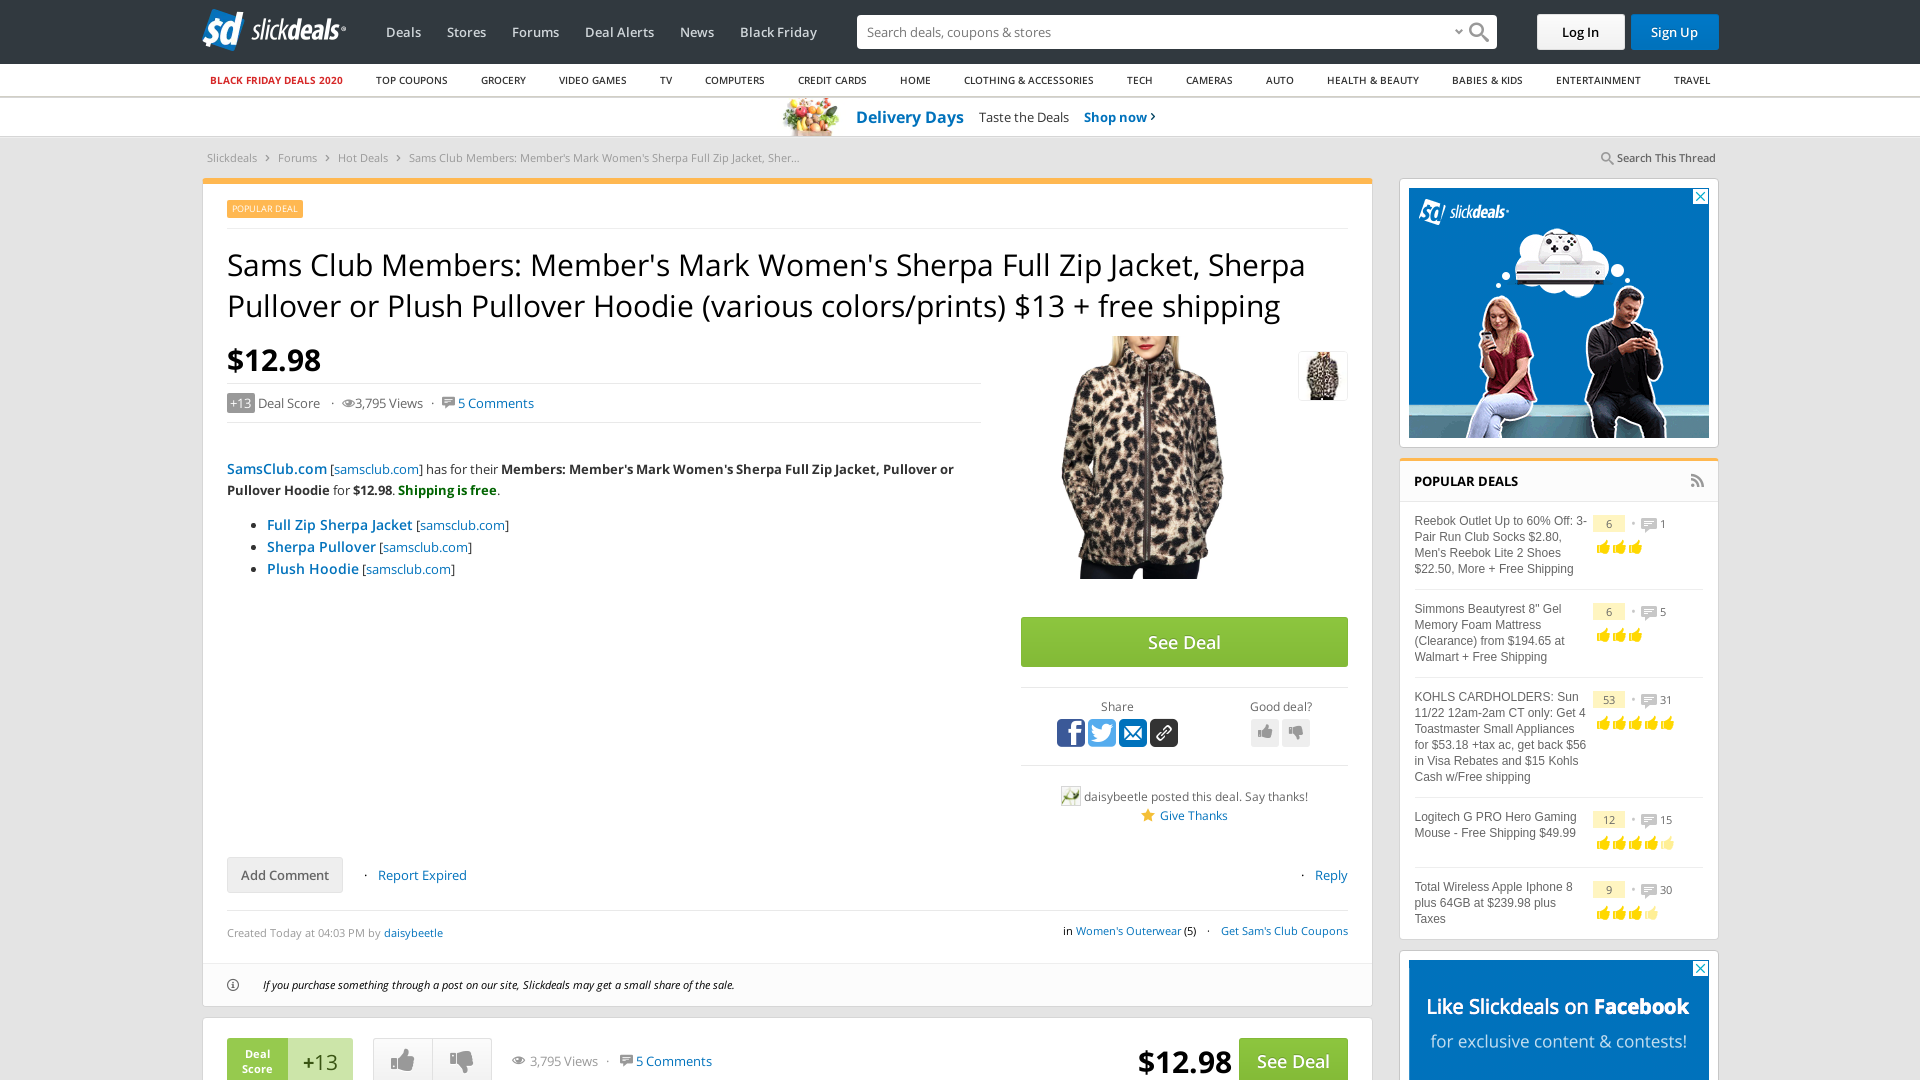 slickdeals
Deals
Stores
Forums
Deal Alerts
News
Black Friday
Search deals, coupons & stores
Log In
Sign Up
BLACK FRIDAY DEALS 2020
TOP COUPONS
GROCERY
VIDEO GAMES
TV
COMPUTERS
CREDIT CARDS
HOME
CLOTHING & ACCESSORIES
TECH
CAMERAS
AUTO
HEALTH & BEAUTY
BABIES & KIDS
ENTERTAINMENT
TRAVEL
Delivery Days Taste the Deals Shop now ›
Slickdeals › Forums › Hot Deals › Sams Club Members: Member's Mark Women's Sherpa Full Zip Jacket, Sher...
Search This Thread
POPULAR DEAL
Sams Club Members: Member's Mark Women's Sherpa Full Zip Jacket, Sherpa
Pullover or Plush Pullover Hoodie (various colors/prints) $13 + free shipping
$12.98
+13 Deal Score · 3,795 Views · 5 Comments
SamsClub.com [samsclub.com] has for their Members: Member's Mark Women's Sherpa Full Zip Jacket, Pullover or
Pullover Hoodie for $12.98. Shipping is free.
• Full Zip Sherpa Jacket [samsclub.com]
• Sherpa Pullover [samsclub.com]
• Plush Hoodie [samsclub.com]
See Deal
Share
Good deal?
daisybeetle posted this deal. Say thanks!
Give Thanks
Add Comment
· Report Expired
· Reply
Created Today at 04:03 PM by daisybeetle
in Women's Outerwear (5) · Get Sam's Club Coupons
If you purchase something through a post on our site, Slickdeals may get a small share of the sale.
Deal
Score
+13
3,795 Views · 5 Comments
$12.98
See Deal
slickdeals
POPULAR DEALS
Reebok Outlet Up to 60% Off: 3-
Pair Run Club Socks $2.80,
Men's Reebok Lite 2 Shoes
$22.50, More + Free Shipping
6 • 1
Simmons Beautyrest 8" Gel
Memory Foam Mattress
(Clearance) from $194.65 at
Walmart + Free Shipping
6 • 5
KOHLS CARDHOLDERS: Sun
11/22 12am-2am CT only: Get 4
Toastmaster Small Appliances
for $53.18 +tax ac, get back $56
in Visa Rebates and $15 Kohls
Cash w/Free shipping
53 • 31
Logitech G PRO Hero Gaming
Mouse - Free Shipping $49.99
12 • 15
Total Wireless Apple Iphone 8
plus 64GB at $239.98 plus
Taxes
9 • 30
Like Slickdeals on Facebook
for exclusive content & contests!